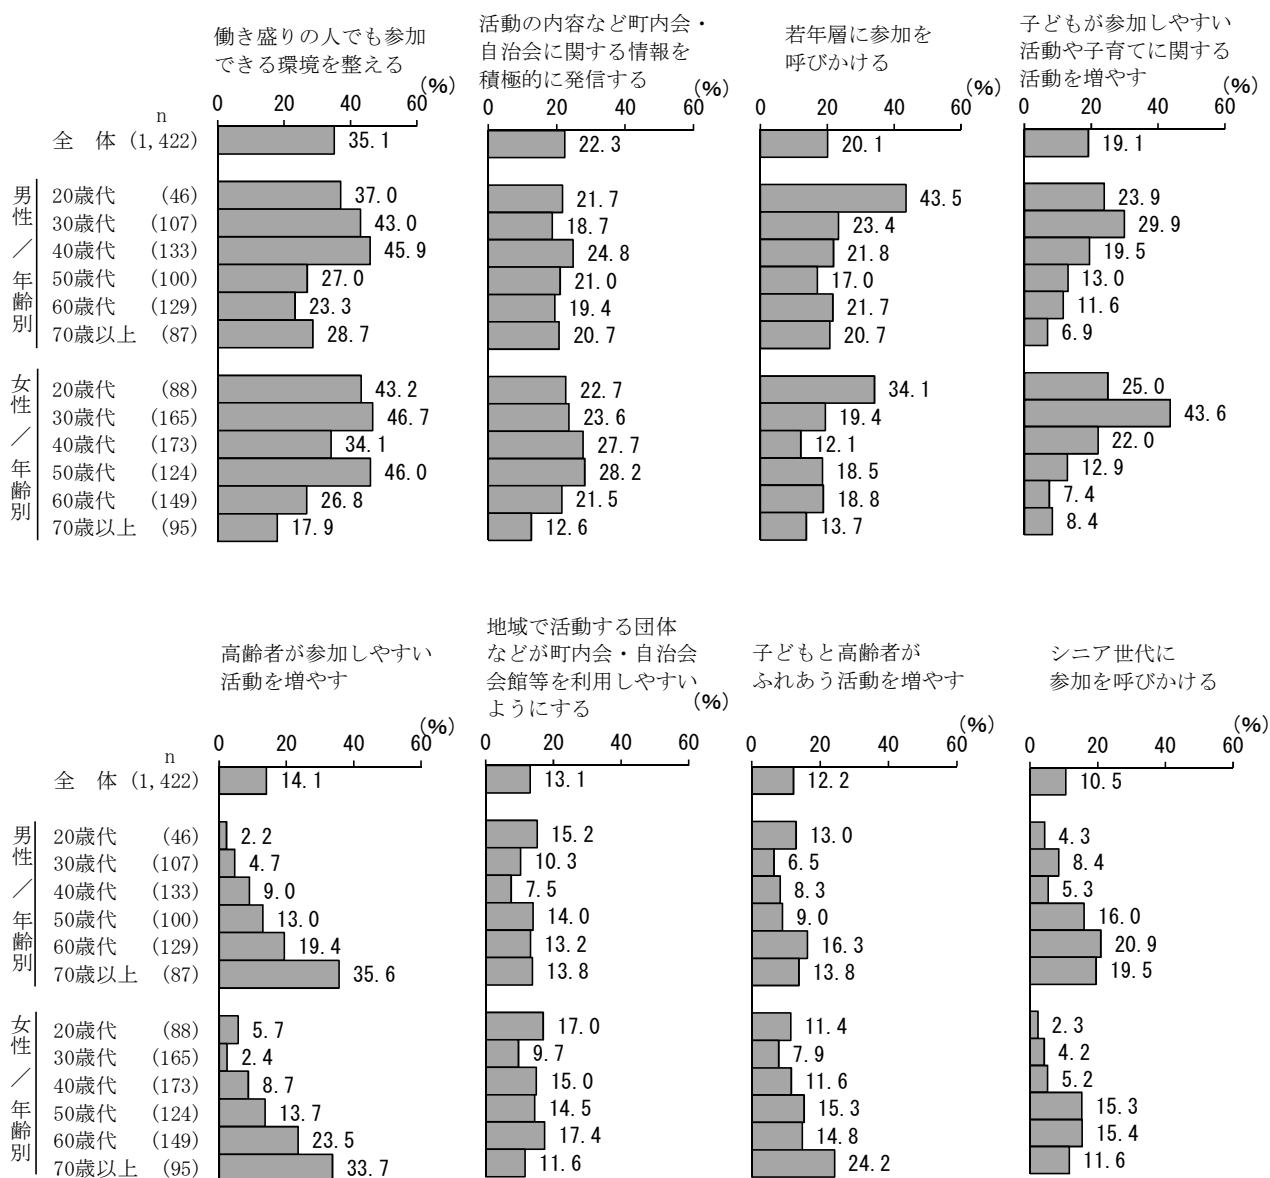 働き盛りの人でも参加
できる環境を整える
(%)
0 20 40 60
活動の内容など町内会・
自治会に関する情報を
積極的に発信する
(%)
0 20 40 60
若年層に参加を
呼びかける
(%)
0 20 40 60
子どもが参加しやすい
活動や子育てに関する
活動を増やす
(%)
0 20 40 60
n
全 体 (1,422) 35.1 22.3 20.1 19.1
男性／年齢別
20歳代 (46) 37.0 21.7 43.5 23.9
30歳代 (107) 43.0 18.7 23.4 29.9
40歳代 (133) 45.9 24.8 21.8 19.5
50歳代 (100) 27.0 21.0 17.0 13.0
60歳代 (129) 23.3 19.4 21.7 11.6
70歳以上 (87) 28.7 20.7 20.7 6.9
女性／年齢別
20歳代 (88) 43.2 22.7 34.1 25.0
30歳代 (165) 46.7 23.6 19.4 43.6
40歳代 (173) 34.1 27.7 12.1 22.0
50歳代 (124) 46.0 28.2 18.5 12.9
60歳代 (149) 26.8 21.5 18.8 7.4
70歳以上 (95) 17.9 12.6 13.7 8.4
高齢者が参加しやすい
活動を増やす
(%)
0 20 40 60
地域で活動する団体
などが町内会・自治会
会館等を利用しやすい
ようにする
(%)
0 20 40 60
子どもと高齢者が
ふれあう活動を増やす
(%)
0 20 40 60
シニア世代に
参加を呼びかける
(%)
0 20 40 60
n
全 体 (1,422) 14.1 13.1 12.2 10.5
男性／年齢別
20歳代 (46) 2.2 15.2 13.0 4.3
30歳代 (107) 4.7 10.3 6.5 8.4
40歳代 (133) 9.0 7.5 8.3 5.3
50歳代 (100) 13.0 14.0 9.0 16.0
60歳代 (129) 19.4 13.2 16.3 20.9
70歳以上 (87) 35.6 13.8 13.8 19.5
女性／年齢別
20歳代 (88) 5.7 17.0 11.4 2.3
30歳代 (165) 2.4 9.7 7.9 4.2
40歳代 (173) 8.7 15.0 11.6 5.2
50歳代 (124) 13.7 14.5 15.3 15.3
60歳代 (149) 23.5 17.4 14.8 15.4
70歳以上 (95) 33.7 11.6 24.2 11.6